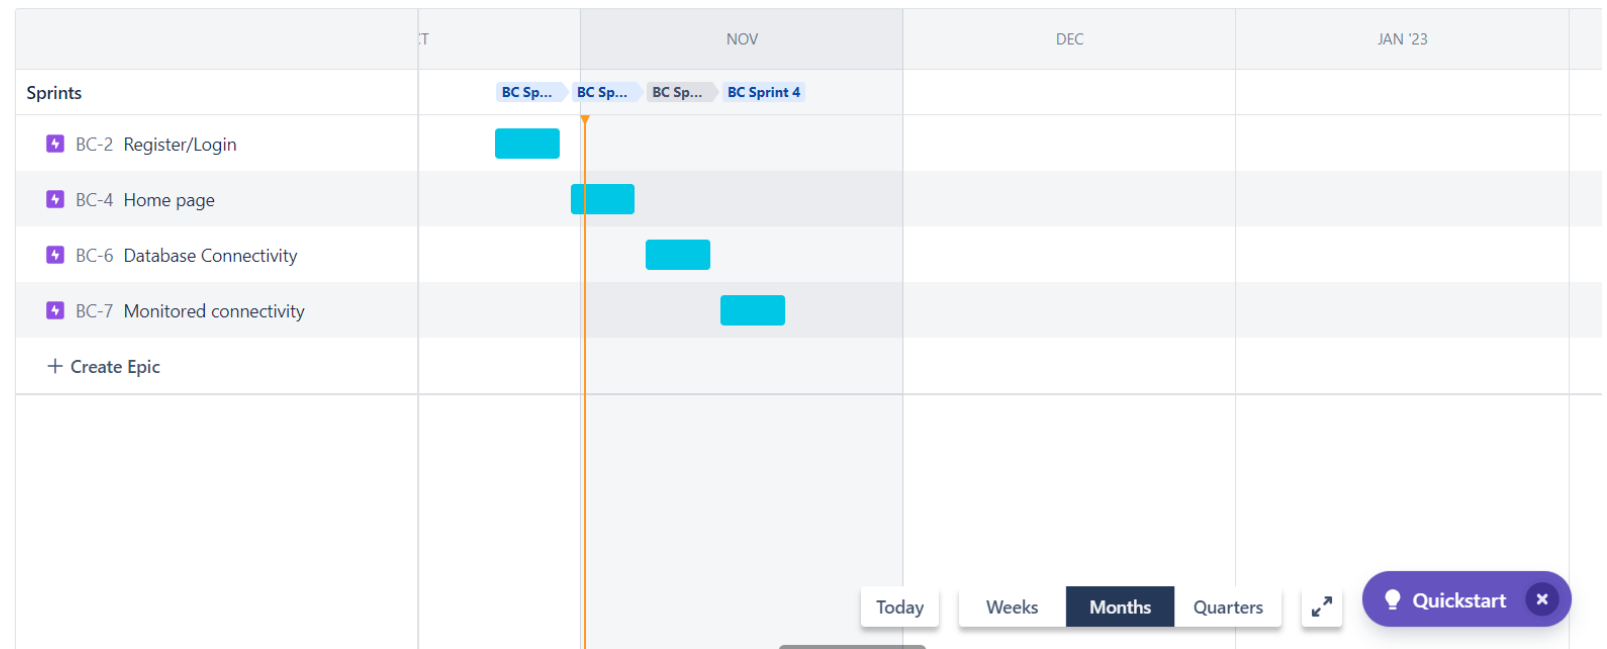 CT NOV DEC JAN '23
Sprints BC Sp... BC Sp... BC Sp... BC Sprint 4
BC-2 Register/Login
BC-4 Home page
BC-6 Database Connectivity
BC-7 Monitored connectivity
+ Create Epic
Today Weeks Months Quarters Quickstart